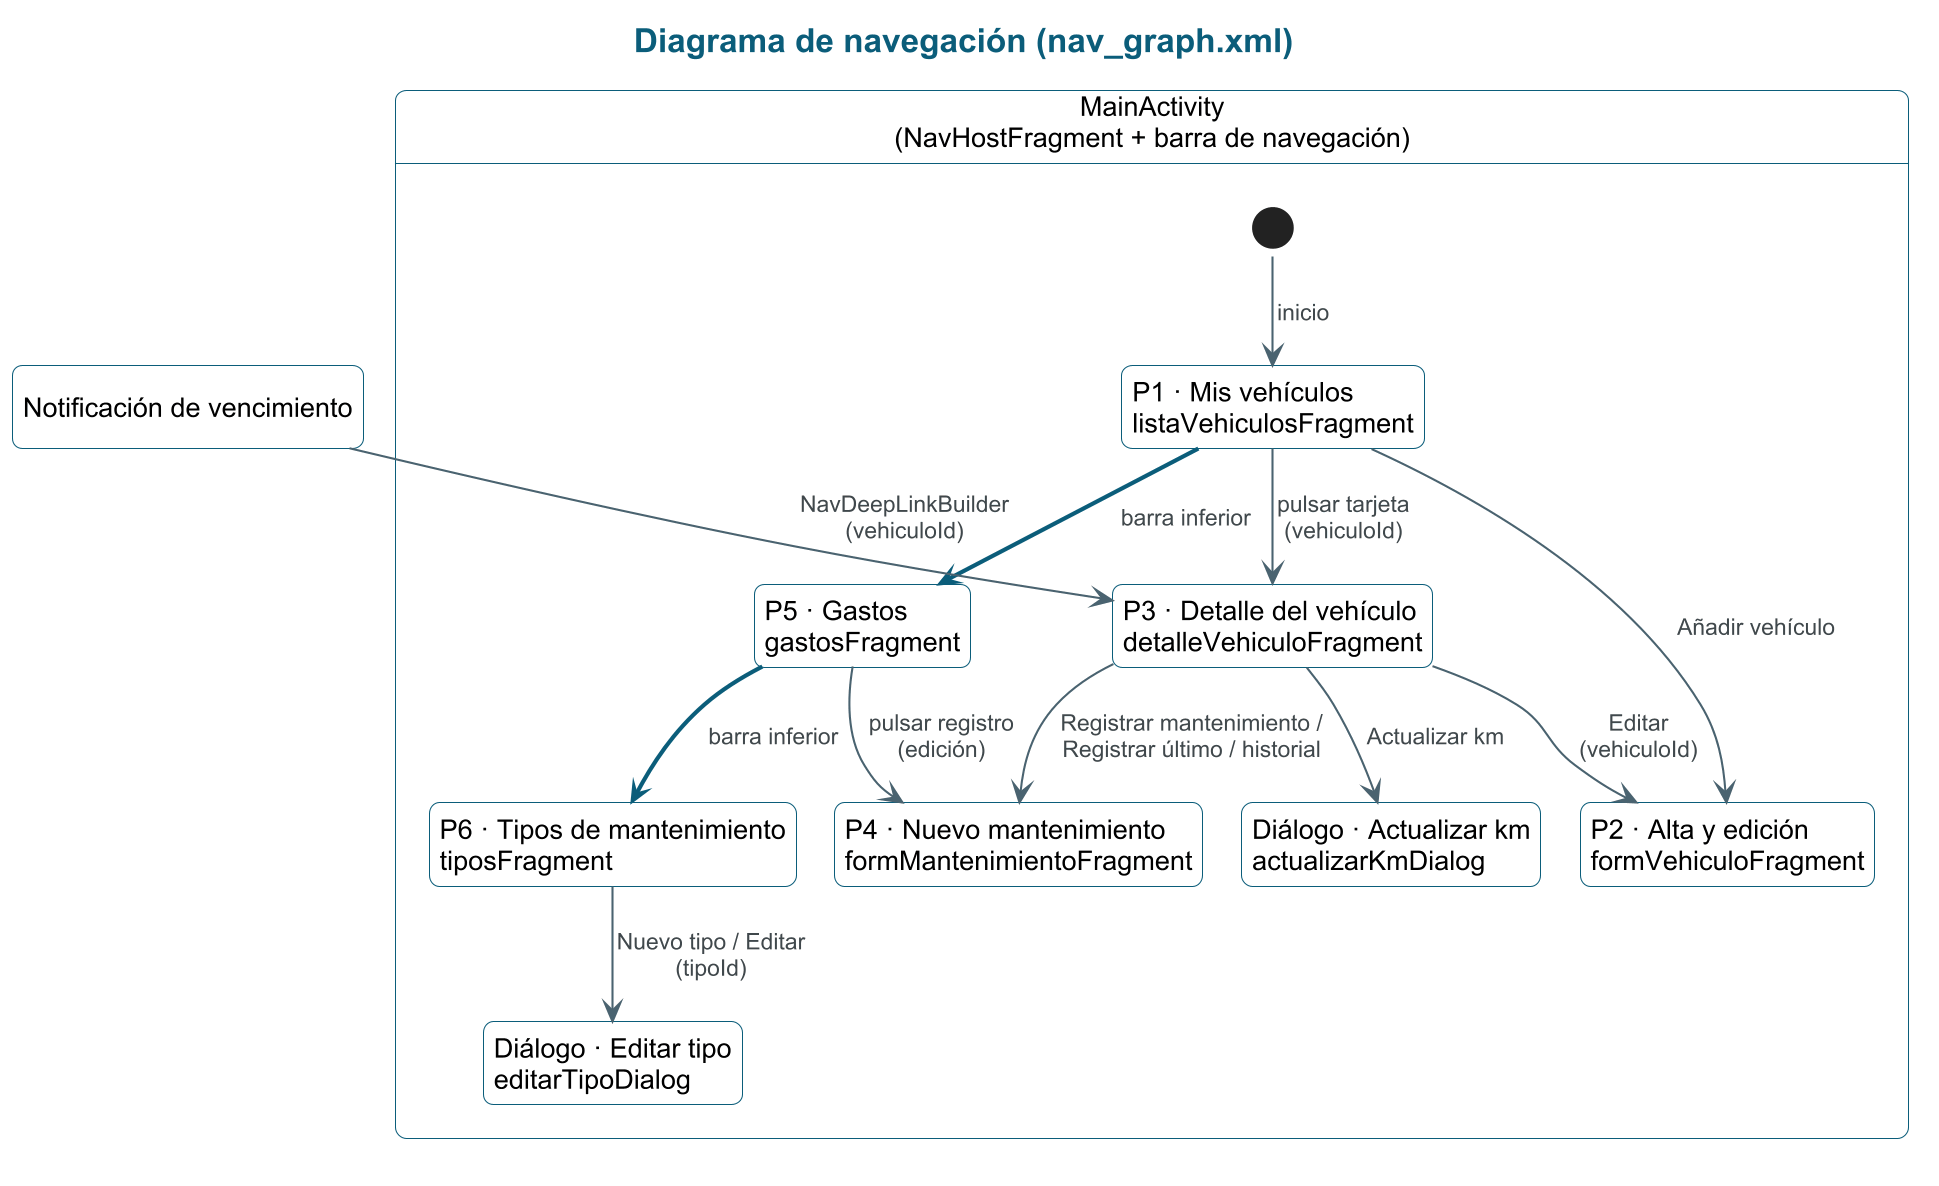 Diagrama de navegación (nav_graph.xml)
MainActivity
(NavHostFragment + barra de navegación)
inicio
Notificación de vencimiento
P1 · Mis vehículos
listaVehiculosFragment
NavDeepLinkBuilder
(vehiculoId)
barra inferior
pulsar tarjeta
(vehiculoId)
Añadir vehículo
P5 · Gastos
gastosFragment
P3 · Detalle del vehículo
detalleVehiculoFragment
barra inferior
pulsar registro
(edición)
Registrar mantenimiento /
Registrar último / historial
Actualizar km
Editar
(vehiculoId)
P6 · Tipos de mantenimiento
tiposFragment
P4 · Nuevo mantenimiento
formMantenimientoFragment
Diálogo · Actualizar km
actualizarKmDialog
P2 · Alta y edición
formVehiculoFragment
Nuevo tipo / Editar
(tipoId)
Diálogo · Editar tipo
editarTipoDialog